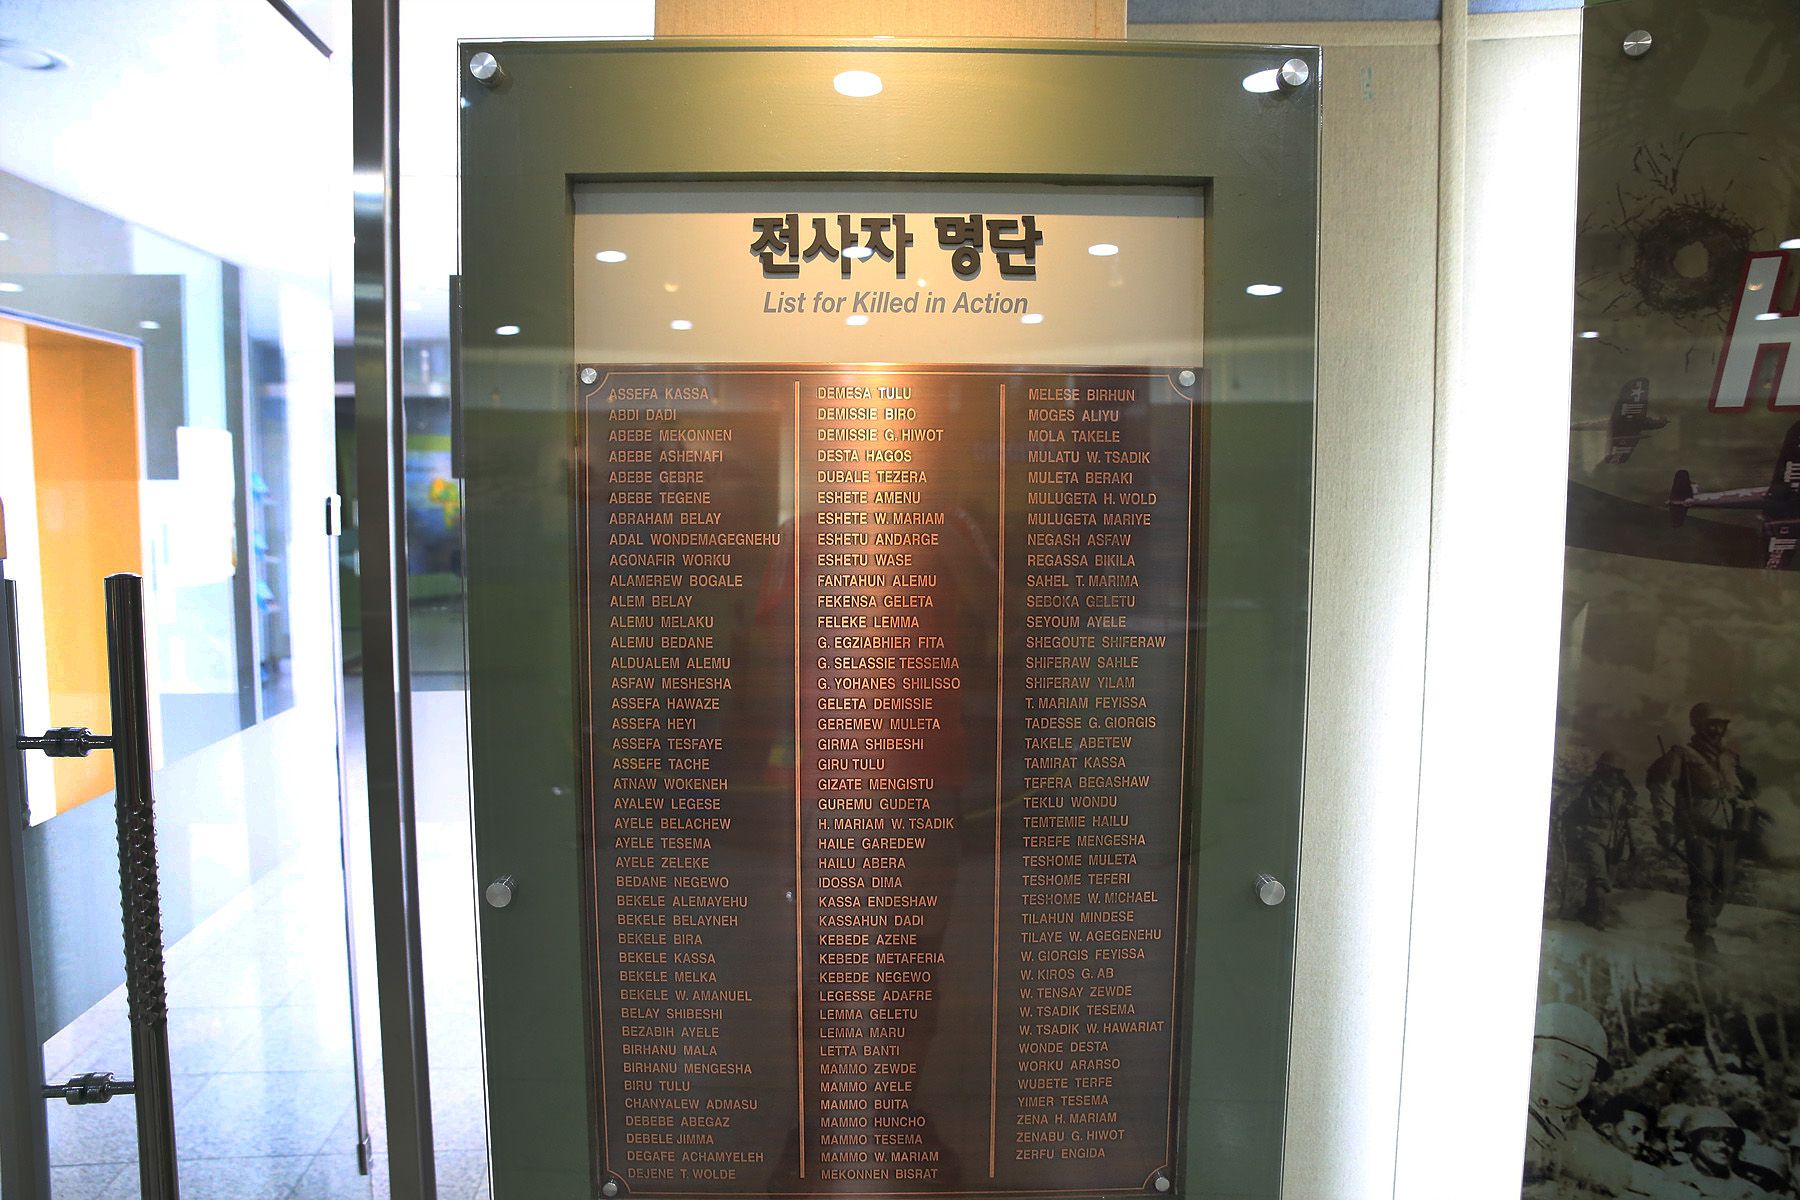 전사자 명단
List for Killed in Action
ASSEFA KASSA
ABDI DADI
ABEBE MEKONNEN
ABEBE ASHENAFI
ABEBE GEBRE
ABEBE TEGENE
ABRAHAM BELAY
ADAL WONDEMAGEGNEHU
AGONAFIR WORKU
ALAMEREW BOGALE
ALEM BELAY
ALEMU MELAKU
ALEMU BEDANE
ALDUALEM ALEMU
ASFAW MESHESHA
ASSEFA HAWAZE
ASSEFA HEYI
ASSEFA TESFAYE
ASSEFE TACHE
ATNAW WOKENEH
AYALEW LEGESE
AYELE BELACHEW
AYELE TESEMA
AYELE ZELEKE
BEDANE NEGEWO
BEKELE ALEMAYEHU
BEKELE BELAYNEH
BEKELE BIRA
BEKELE KASSA
BEKELE MELKA
BEKELE W. AMANUEL
BELAY SHIBESHI
BEZABIH AYELE
BIRHANU MALA
BIRHANU MENGESHA
BIRU TULU
CHANYALEW ADMASU
DEBEBE ABEGAZ
DEBELE JIMMA
DEGAFE ACHAMYELEH
DEJENE T. WOLDE
DEMESA TULU
DEMISSIE BIRO
DEMISSIE G. HIWOT
DESTA HAGOS
DUBALE TEZERA
ESHETE AMENU
ESHETE W. MARIAM
ESHETU ANDARGE
ESHETU WASE
FANTAHUN ALEMU
FEKENSA GELETA
FELEKE LEMMA
G. EGZIABHIER FITA
G. SELASSIE TESSEMA
G. YOHANES SHILISSO
GELETA DEMISSIE
GEREMEW MULETA
GIRMA SHIBESHI
GIRU TULU
GIZATE MENGISTU
GUREMU GUDETA
H. MARIAM W. TSADIK
HAILE GAREDEW
HAILU ABERA
IDOSSA DIMA
KASSA ENDESHAW
KASSAHUN DADI
KEBEDE AZENE
KEBEDE METAFERIA
KEBEDE NEGEWO
LEGESSE ADAFRE
LEMMA GELETU
LEMMA MARU
LETTA BANTI
MAMMO ZEWDE
MAMMO AYELE
MAMMO BUITA
MAMMO HUNCHO
MAMMO TESEMA
MAMMO W. MARIAM
MEKONNEN BISRAT
MELESE BIRHUN
MOGES ALIYU
MOLA TAKELE
MULATU W. TSADIK
MULETA BERAKI
MULUGETA H. WOLD
MULUGETA MARIYE
NEGASH ASFAW
REGASSA BIKILA
SAHEL T. MARIMA
SEBOKA GELETU
SEYOUM AYELE
SHEGOUTE SHIFERAW
SHIFERAW SAHLE
SHIFERAW YILAM
T. MARIAM FEYISSA
TADESSE G. GIORGIS
TAKELE ABETEW
TAMIRAT KASSA
TEFERA BEGASHAW
TEKLU WONDU
TEMTEMIE HAILU
TEREFE MENGESHA
TESHOME MULETA
TESHOME TEFERI
TESHOME W. MICHAEL
TILAHUN MINDESE
TILAYE W. AGEGENEHU
W. GIORGIS FEYISSA
W. KIROS G. AB
W. TENSAY ZEWDE
W. TSADIK TESEMA
W. TSADIK W. HAWARIAT
WONDE DESTA
WORKU ARARSO
WUBETE TERFE
YIMER TESEMA
ZENA H. MARIAM
ZENABU G. HIWOT
ZERFU ENGIDA